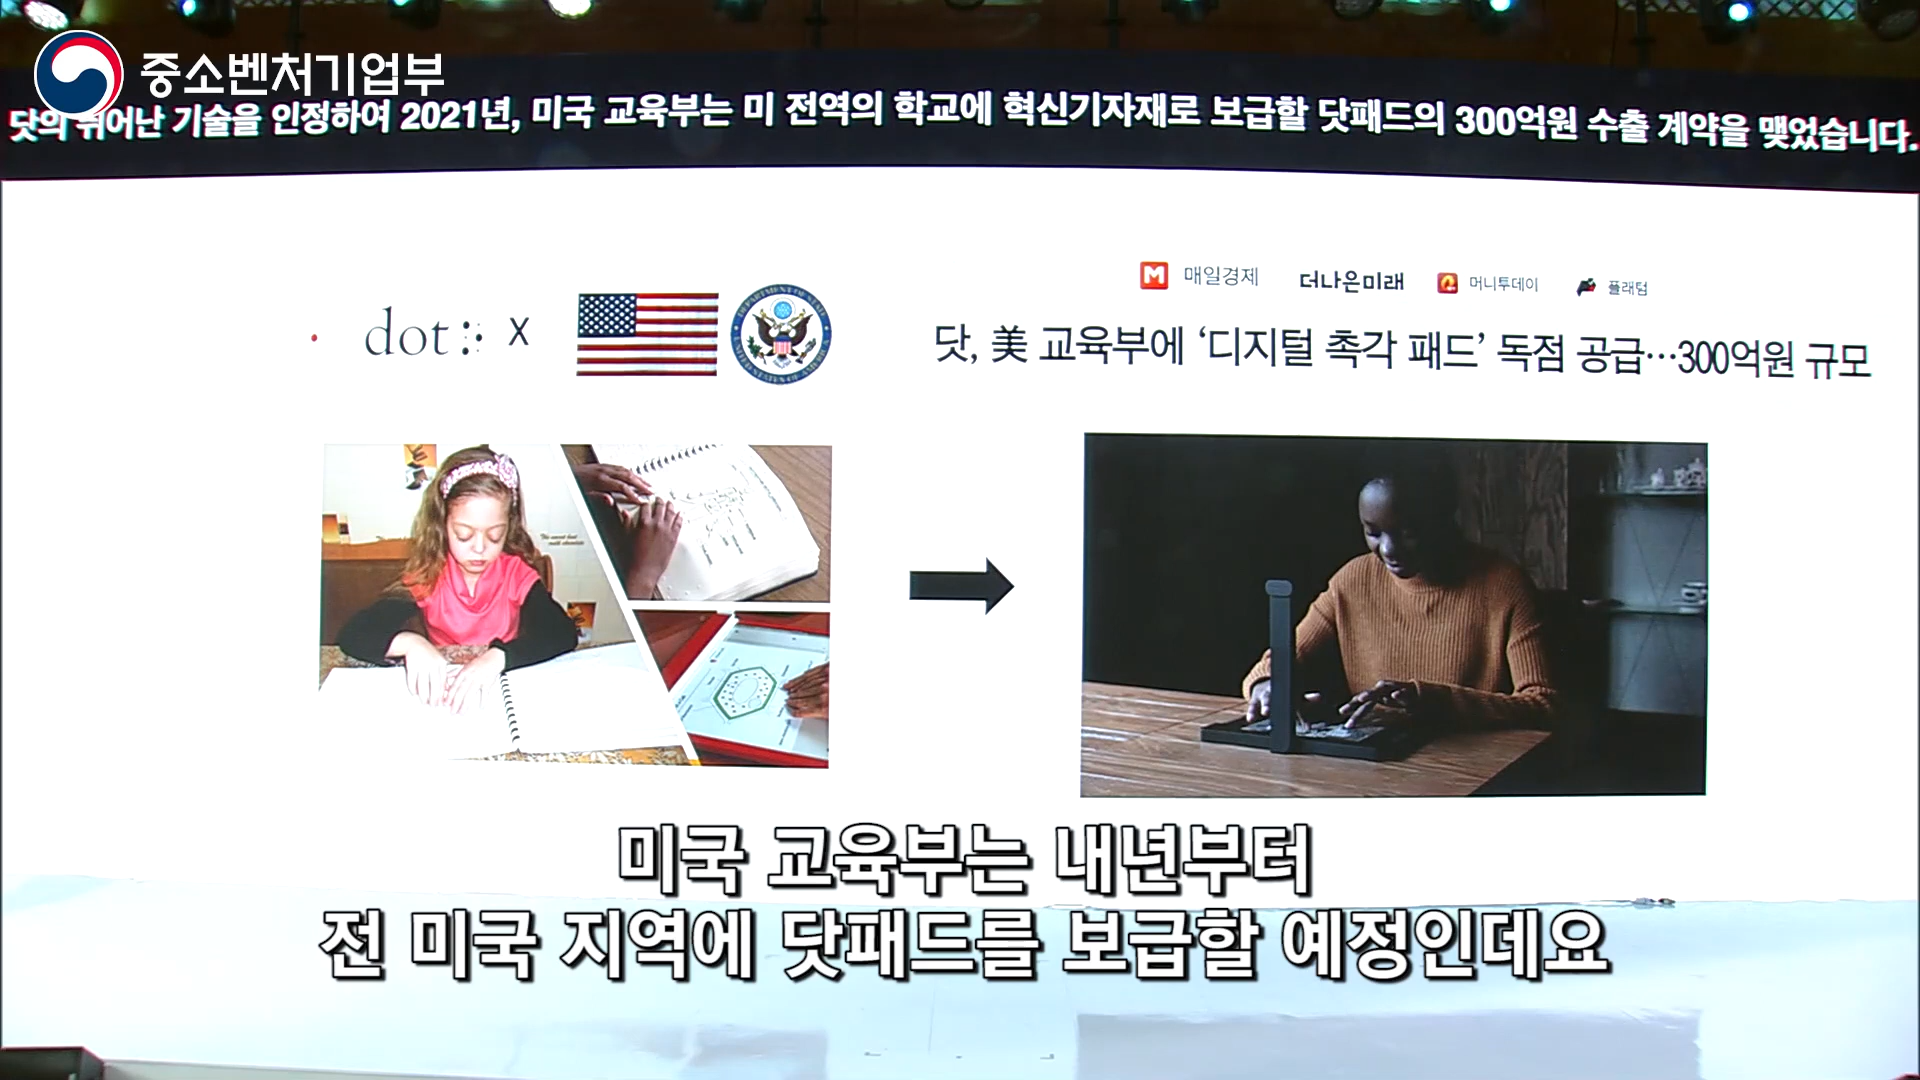 중소벤처기업부
닷의 뛰어난 기술을 인정하여 2021년, 미국 교육부는 미 전역의 학교에 혁신기자재로 보급할 닷패드의 300억원 수출 계약을 맺었습니다.
dot X
매일경제 더나은미래 머니투데이 플래텀
닷, 美 교육부에 ‘디지털 촉각 패드’ 독점 공급…300억원 규모
미국 교육부는 내년부터
전 미국 지역에 닷패드를 보급할 예정인데요